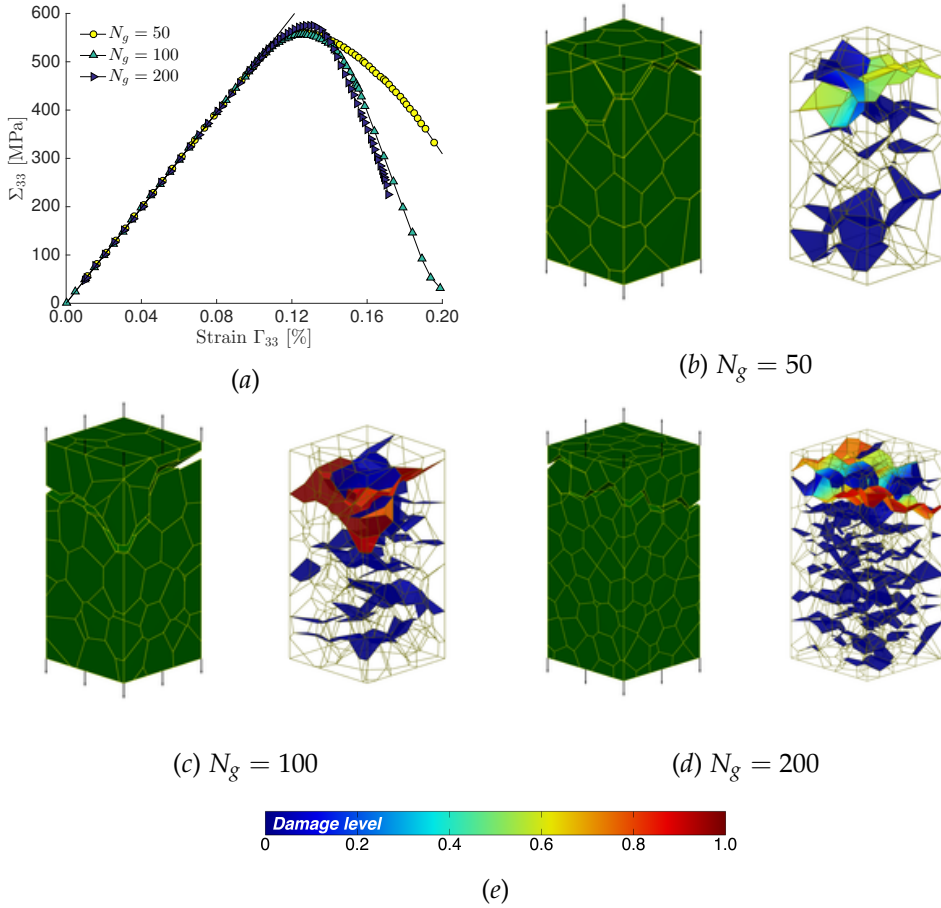 600
500
400
300
200
100
0
Σ₃₃ [MPa]
N_g = 50
N_g = 100
N_g = 200
0.00 0.04 0.08 0.12 0.16 0.20
Strain Γ₃₃ [%]
(a)
(b) N_g = 50
(c) N_g = 100
(d) N_g = 200
Damage level
0 0.2 0.4 0.6 0.8 1.0
(e)